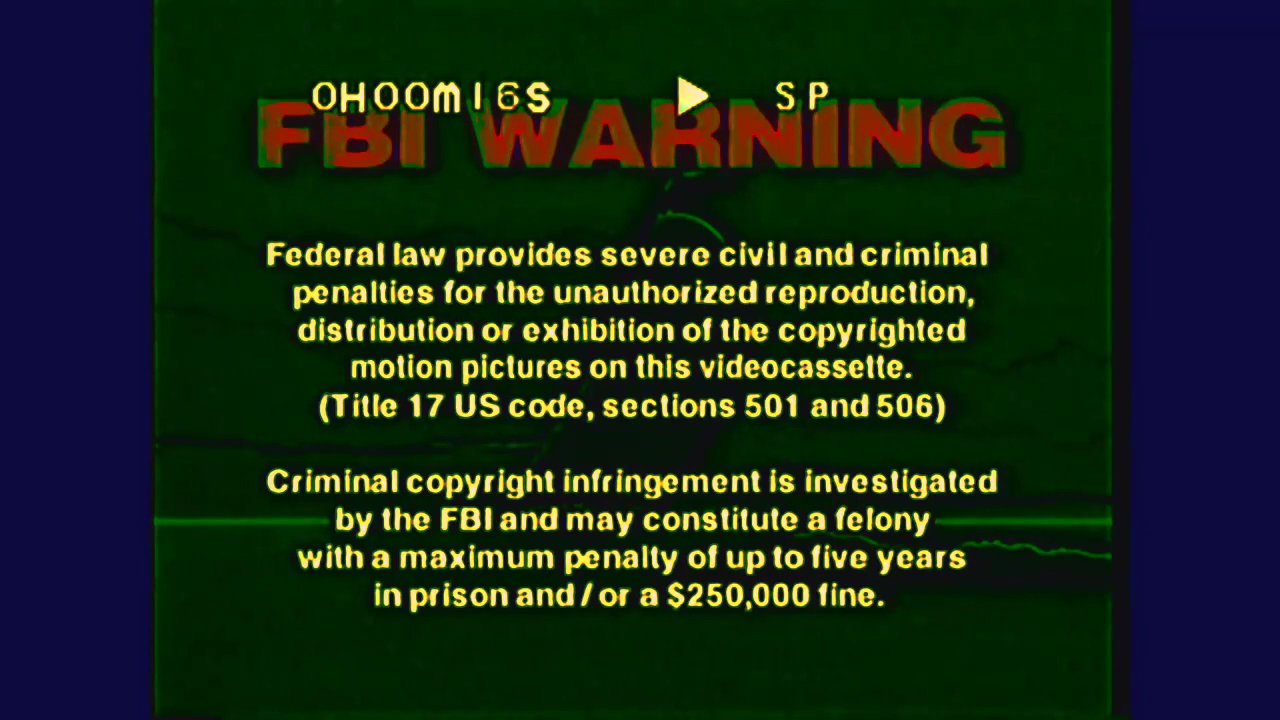 0H00M16S ▶ SP
FBI WARNING
Federal law provides severe civil and criminal
penalties for the unauthorized reproduction,
distribution or exhibition of the copyrighted
motion pictures on this videocassette.
(Title 17 US code, sections 501 and 506)
Criminal copyright infringement is investigated
by the FBI and may constitute a felony
with a maximum penalty of up to five years
in prison and / or a $250,000 fine.